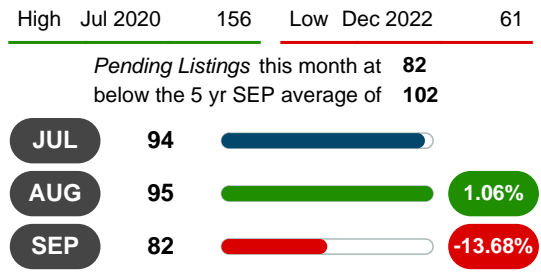 High Jul 2020 156 Low Dec 2022 61
Pending Listings this month at 82
below the 5 yr SEP average of 102
JUL 94
AUG 95 1.06%
SEP 82 -13.68%